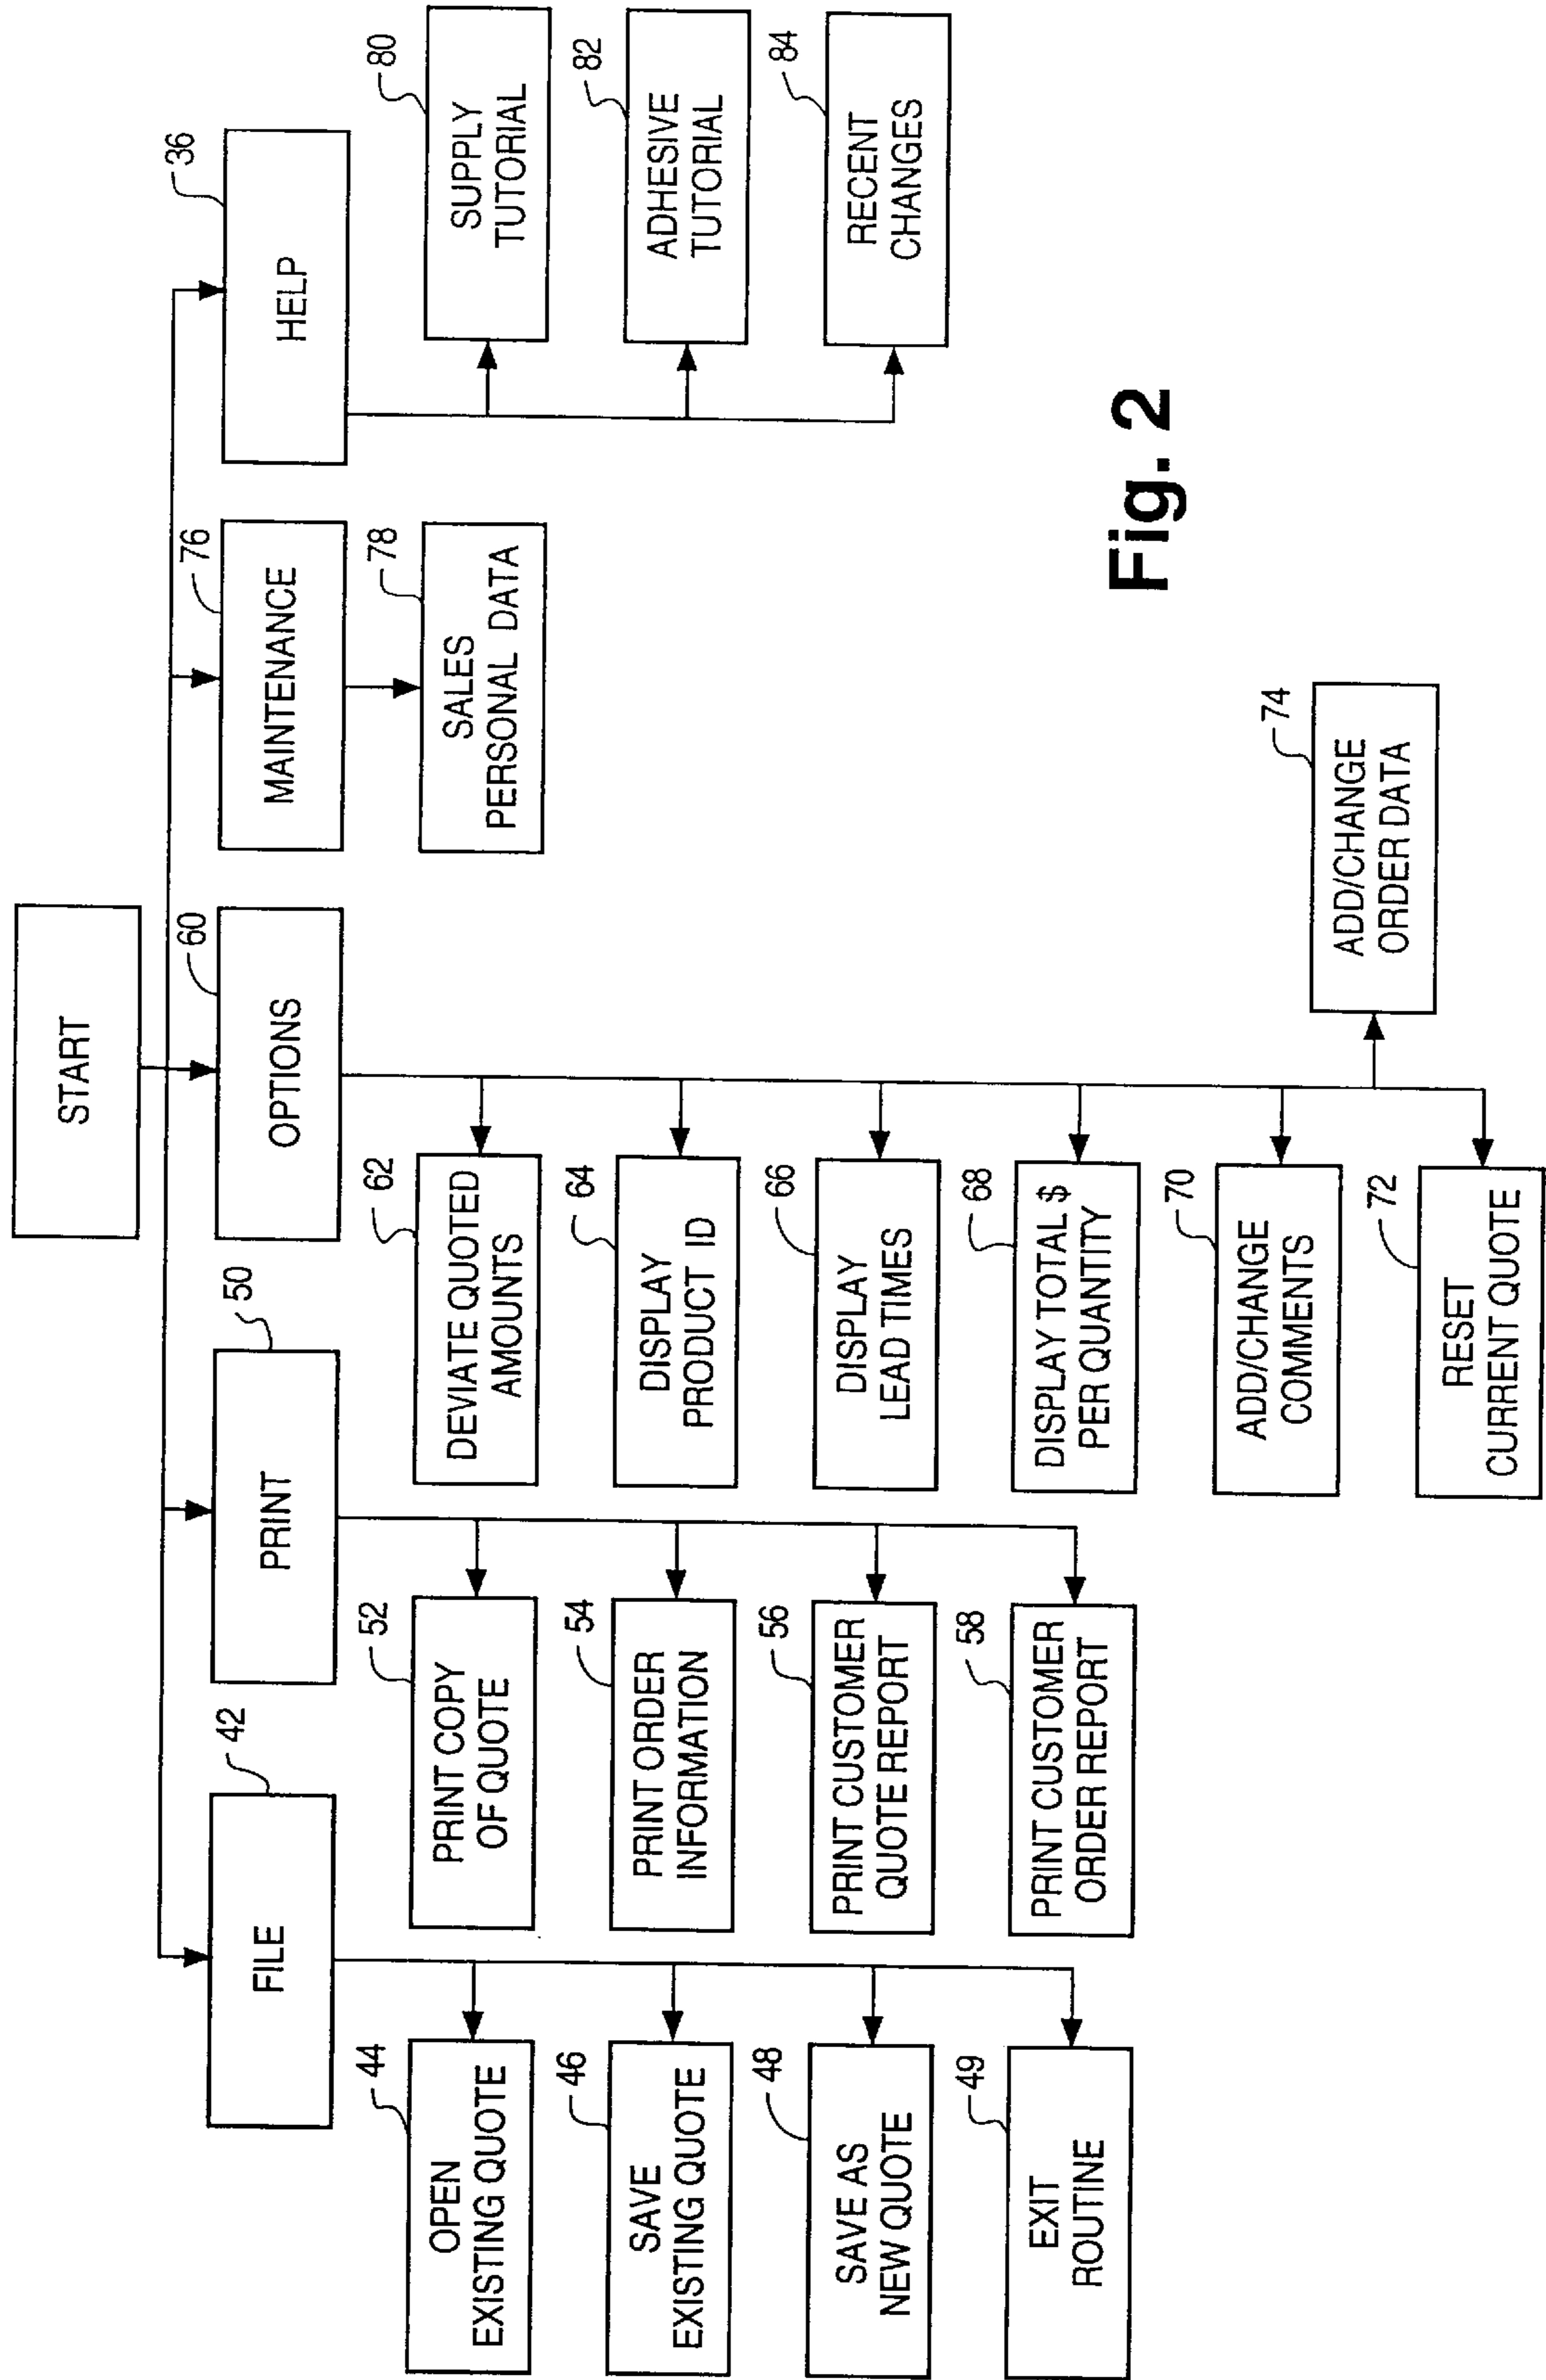 START
42
FILE
50
PRINT
60
OPTIONS
76
MAINTENANCE
36
HELP
44
OPEN
EXISTING QUOTE
46
SAVE
EXISTING QUOTE
48
SAVE AS
NEW QUOTE
49
EXIT
ROUTINE
52
PRINT COPY
OF QUOTE
54
PRINT ORDER
INFORMATION
56
PRINT CUSTOMER
QUOTE REPORT
58
PRINT CUSTOMER
ORDER REPORT
62
DEVIATE QUOTED
AMOUNTS
64
DISPLAY
PRODUCT ID
66
DISPLAY
LEAD TIMES
68
DISPLAY TOTAL $
PER QUANTITY
70
ADD/CHANGE
COMMENTS
72
RESET
CURRENT QUOTE
74
ADD/CHANGE
ORDER DATA
78
SALES
PERSONAL DATA
80
SUPPLY
TUTORIAL
82
ADHESIVE
TUTORIAL
84
RECENT
CHANGES
Fig. 2